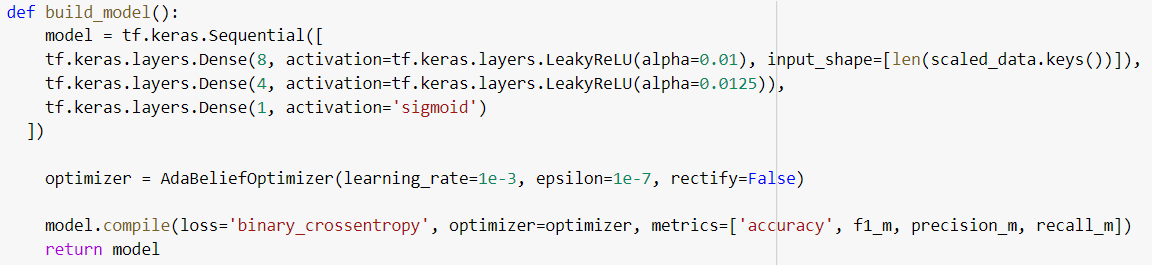 def build_model():
    model = tf.keras.Sequential([
    tf.keras.layers.Dense(8, activation=tf.keras.layers.LeakyReLU(alpha=0.01), input_shape=[len(scaled_data.keys())]),
    tf.keras.layers.Dense(4, activation=tf.keras.layers.LeakyReLU(alpha=0.0125)),
    tf.keras.layers.Dense(1, activation='sigmoid')
  ])
    optimizer = AdaBeliefOptimizer(learning_rate=1e-3, epsilon=1e-7, rectify=False)
    model.compile(loss='binary_crossentropy', optimizer=optimizer, metrics=['accuracy', f1_m, precision_m, recall_m])
    return model